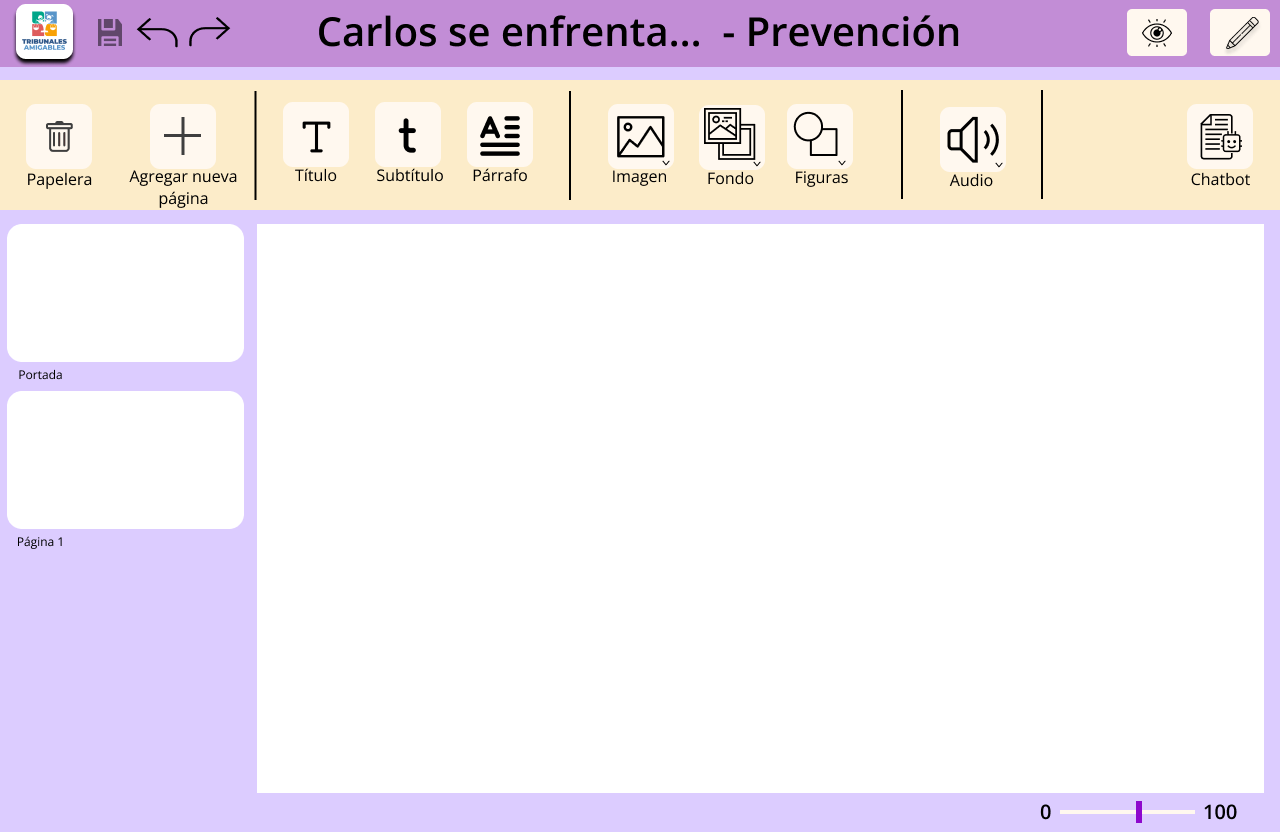 TRIBUNALES
AMIGABLES
Carlos se enfrenta... - Prevención
Papelera
Agregar nueva
página
Título
Subtítulo
Párrafo
Imagen
Fondo
Figuras
Audio
Chatbot
Portada
Página 1
0
100